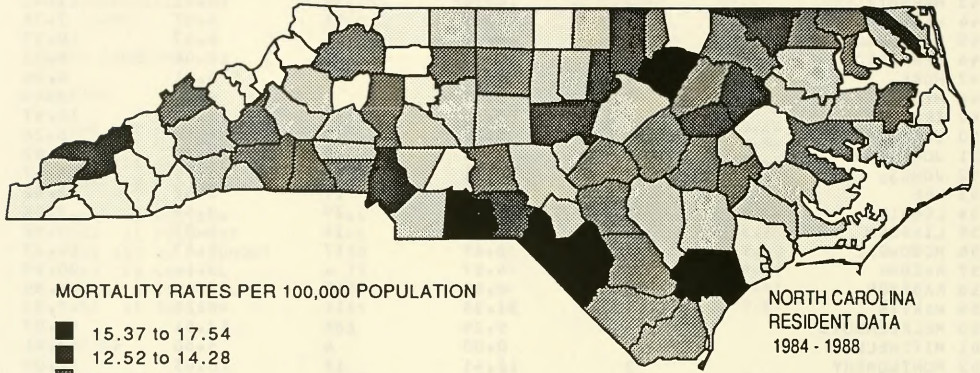 MORTALITY RATES PER 100,000 POPULATION
15.37 to 17.54
12.52 to 14.28
NORTH CAROLINA
RESIDENT DATA
1984 - 1988